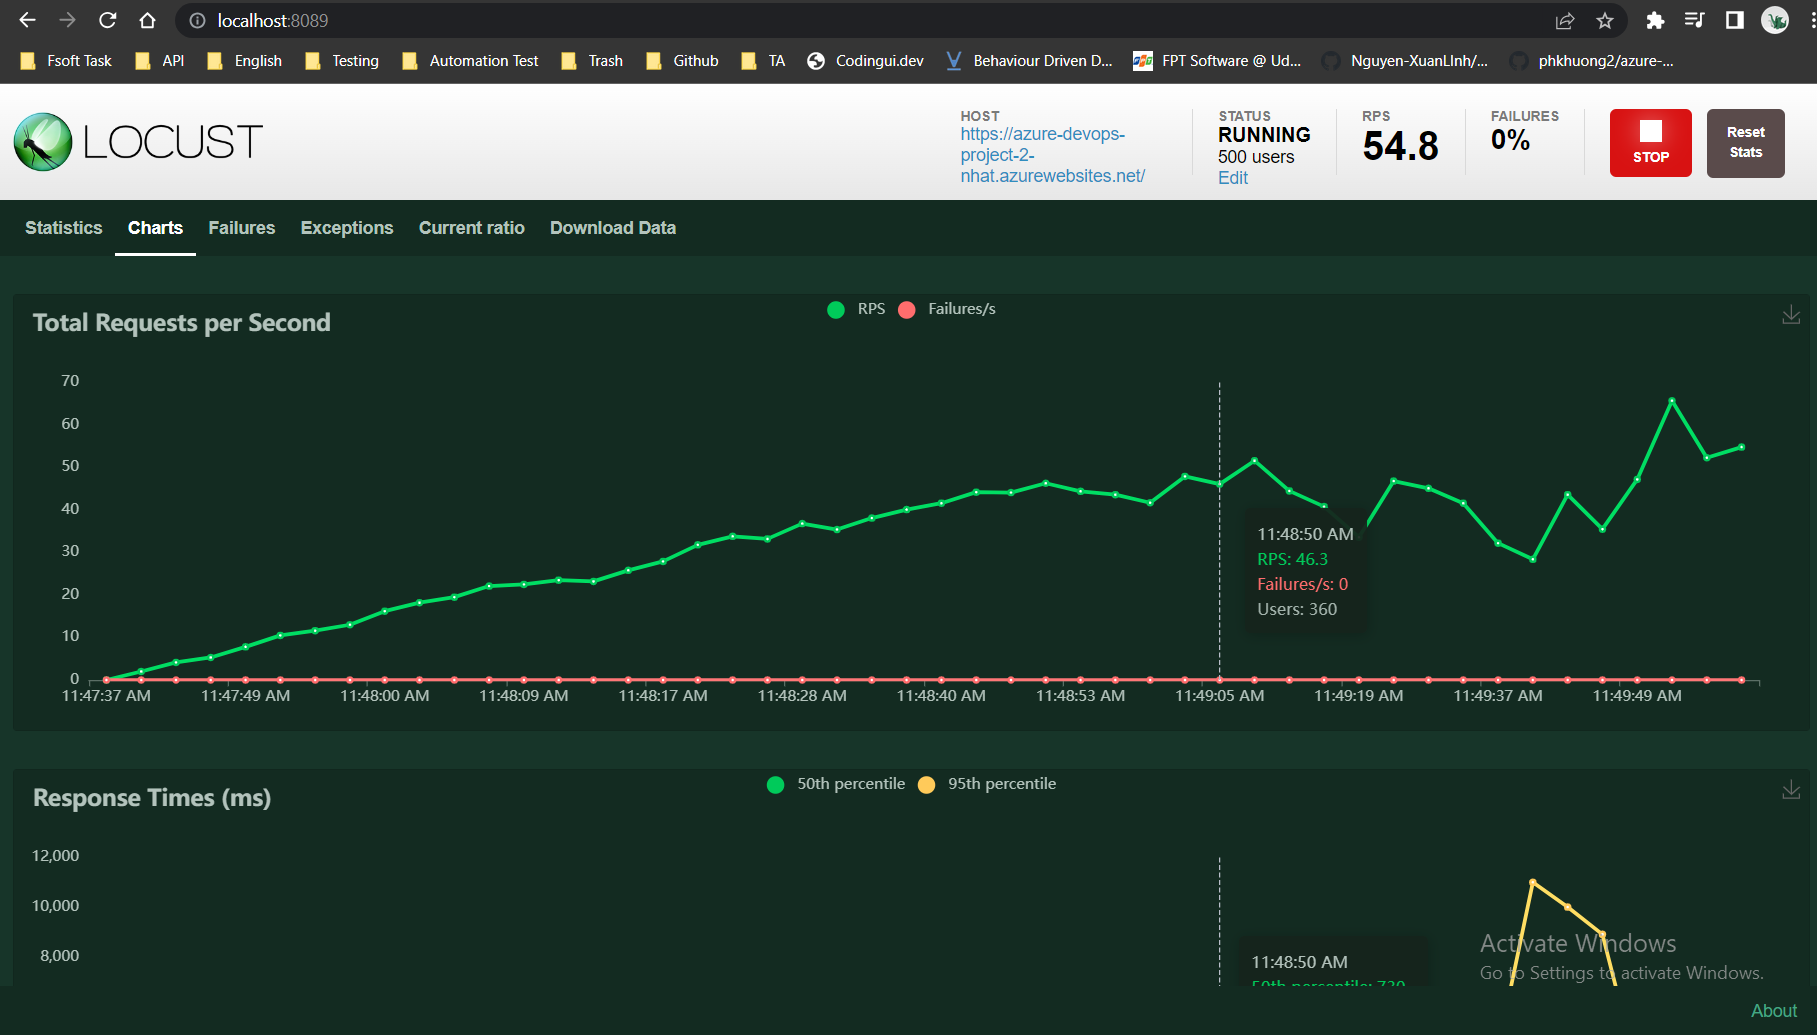 localhost:8089
Fsoft Task API English Testing Automation Test Trash Github TA Codingui.dev Behaviour Driven D... FPT Software @ Ud... Nguyen-XuanLInh/... phkhuong2/azure-...
LOCUST
HOST
https://azure-devops-
project-2-
nhat.azurewebsites.net/
STATUS
RUNNING
500 users
Edit
RPS
54.8
FAILURES
0%
STOP
Reset
Stats
Statistics Charts Failures Exceptions Current ratio Download Data
Total Requests per Second
RPS Failures/s
70
60
50
40
30
20
10
0
11:48:50 AM
RPS: 46.3
Failures/s: 0
Users: 360
11:47:37 AM 11:47:49 AM 11:48:00 AM 11:48:09 AM 11:48:17 AM 11:48:28 AM 11:48:40 AM 11:48:53 AM 11:49:05 AM 11:49:19 AM 11:49:37 AM 11:49:49 AM
Response Times (ms)
50th percentile 95th percentile
12,000
10,000
8,000
11:48:50 AM
50th percentile: 730
Activate Windows
Go to Settings to activate Windows.
About